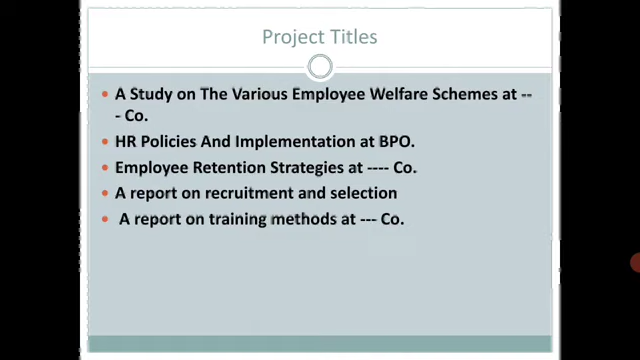 Project Titles
A Study on The Various Employee Welfare Schemes at --
- Co.
HR Policies And Implementation at BPO.
Employee Retention Strategies at ---- Co.
A report on recruitment and selection
A report on training methods at --- Co.